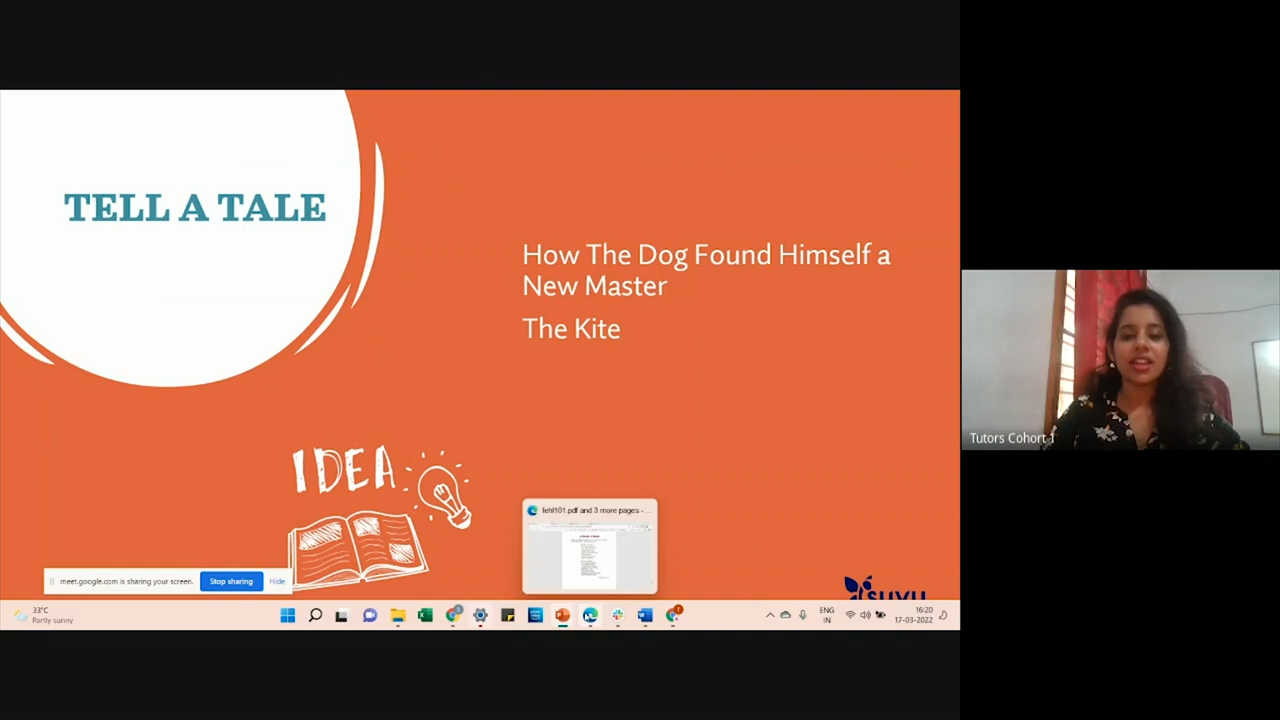 TELL A TALE
How The Dog Found Himself a
New Master
The Kite
IDEA
fehl101.pdf and 3 more pages - ...
meet.google.com is sharing your screen.
Stop sharing
Hide
Tutors Cohort 1
33°C
Partly sunny
ENG
IN
16:20
17-03-2022